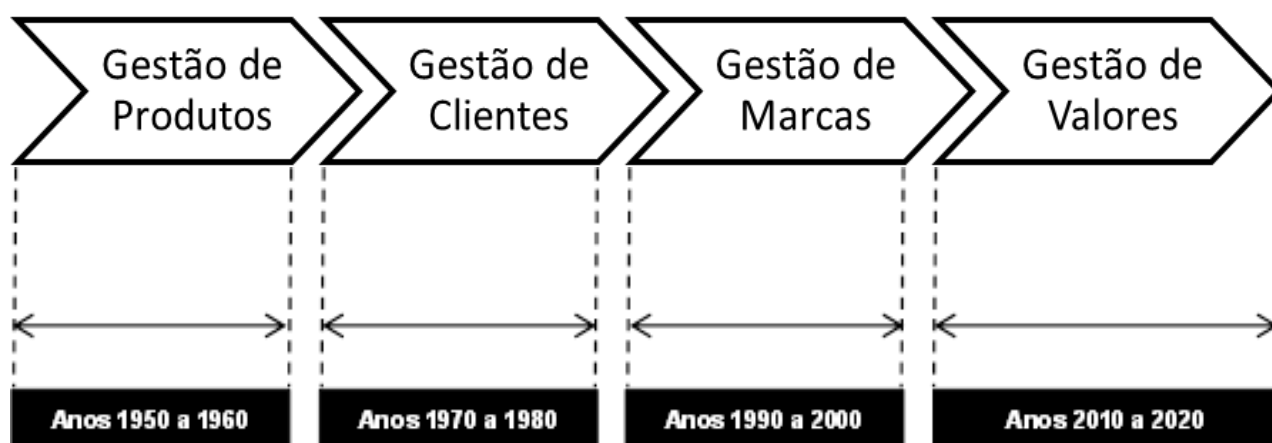 Gestão de
Produtos
Gestão de
Clientes
Gestão de
Marcas
Gestão de
Valores
Anos 1950 a 1960
Anos 1970 a 1980
Anos 1990 a 2000
Anos 2010 a 2020